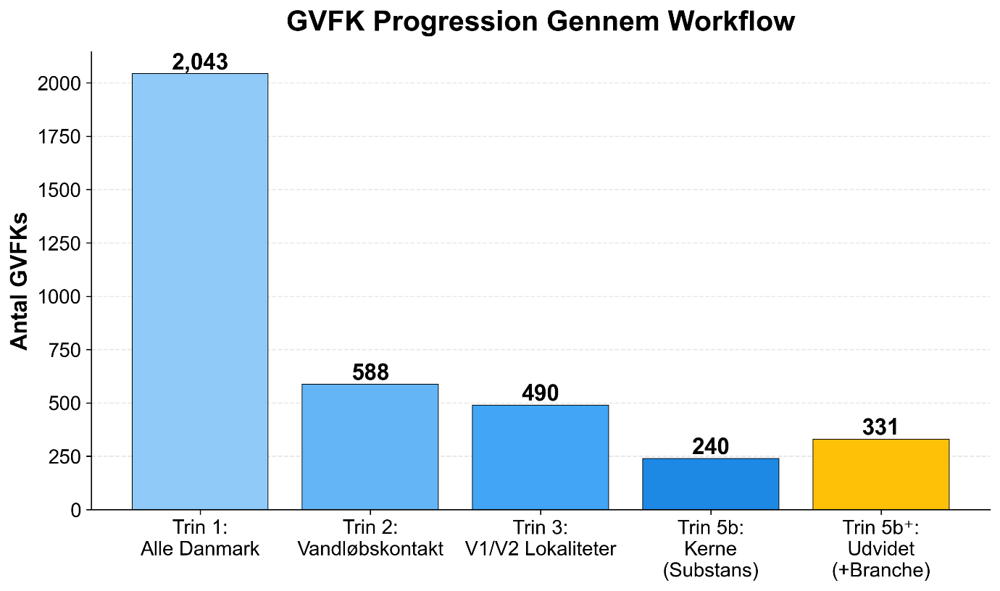 GVFK Progression Gennem Workflow
Antal GVFKs
2000
1750
1500
1250
1000
750
500
250
0
2,043
588
490
240
331
Trin 1:
Alle Danmark
Trin 2:
Vandløbskontakt
Trin 3:
V1/V2 Lokaliteter
Trin 5b:
Kerne
(Substans)
Trin 5b⁺:
Udvidet
(+Branche)